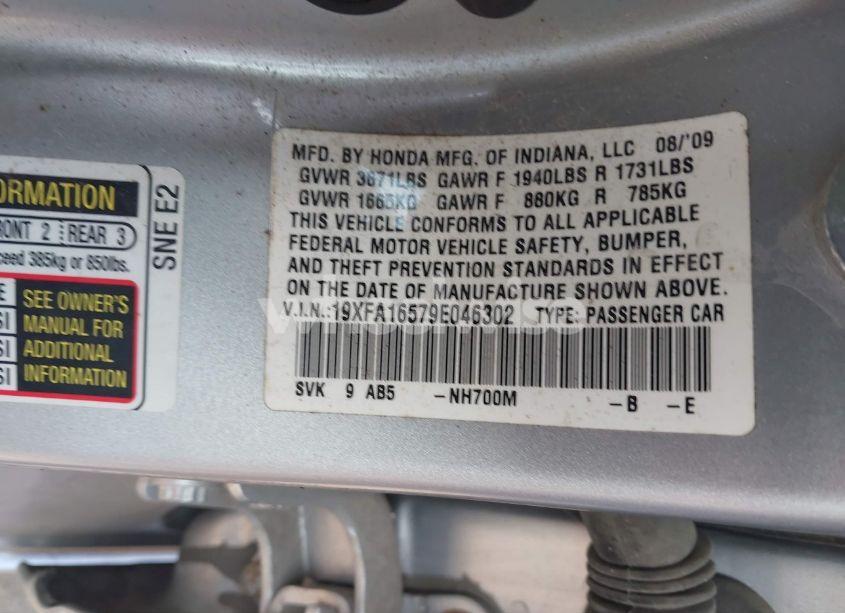 MFD. BY HONDA MFG. OF INDIANA, LLC 08/'09
GVWR 3671LBS GAWR F 1940LBS R 1731LBS
GVWR 1665KG GAWR F 880KG R 785KG
THIS VEHICLE CONFORMS TO ALL APPLICABLE
FEDERAL MOTOR VEHICLE SAFETY, BUMPER,
AND THEFT PREVENTION STANDARDS IN EFFECT
ON THE DATE OF MANUFACTURE SHOWN ABOVE.
V.I.N.:19XFA16579E046302 TYPE: PASSENGER CAR
SVK 9 AB5 -NH700M -B -E
ORMATION
RONT 2 REAR 3
ceed 385kg or 850lbs.
SEE OWNER'S
MANUAL FOR
ADDITIONAL
INFORMATION
SNE E2